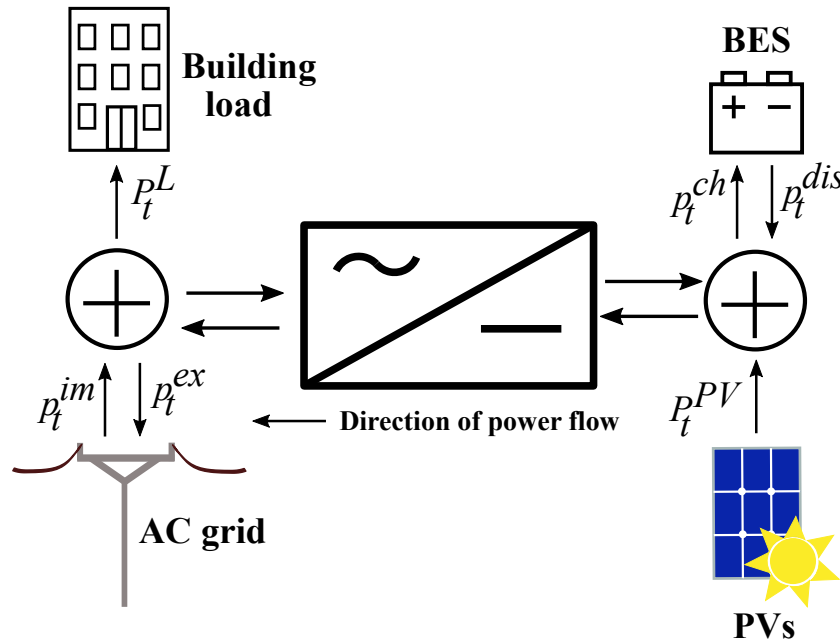 BES
Building
load
P_t^L
p_t^{ch}
p_t^{dis}
p_t^{im}
p_t^{ex}
Direction of power flow
P_t^{PV}
AC grid
PVs